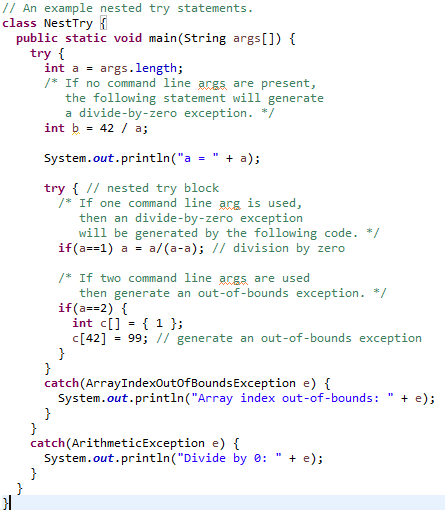 // An example nested try statements.
class NestTry {
  public static void main(String args[]) {
    try {
      int a = args.length;
      /* If no command line args are present,
         the following statement will generate
         a divide-by-zero exception. */
      int b = 42 / a;

      System.out.println("a = " + a);

      try { // nested try block
        /* If one command line arg is used,
           then an divide-by-zero exception
           will be generated by the following code. */
        if(a==1) a = a/(a-a); // division by zero

        /* If two command line args are used
           then generate an out-of-bounds exception. */
        if(a==2) {
          int c[] = { 1 };
          c[42] = 99; // generate an out-of-bounds exception
        }
      }
      catch(ArrayIndexOutOfBoundsException e) {
        System.out.println("Array index out-of-bounds: " + e);
      }
    }
    catch(ArithmeticException e) {
      System.out.println("Divide by 0: " + e);
    }
  }
}